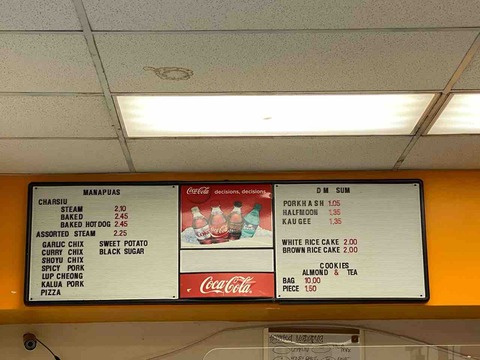 MANAPUAS
CHARSIU
STEAM 2.10
BAKED 2.45
BAKED HOT DOG 2.45
ASSORTED STEAM 2.25
GARLIC CHIX SWEET POTATO
CURRY CHIX BLACK SUGAR
SHOYU CHIX
SPICY PORK
LUP CHEONG
KALUA PORK
PIZZA
Coca-Cola decisions, decisions.
Coca-Cola
D M SUM
PORK HASH 1.05
HALFMOON 1.35
KAU GEE 1.35
WHITE RICE CAKE 2.00
BROWN RICE CAKE 2.00
COOKIES
ALMOND & TEA
BAG 10.00
PIECE 1.50